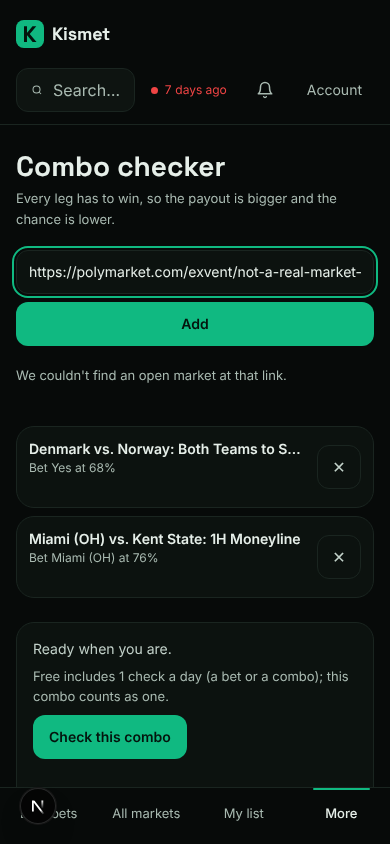 K Kismet
Search...
7 days ago
Account
Combo checker
Every leg has to win, so the payout is bigger and the
chance is lower.
https://polymarket.com/exvent/not-a-real-market-
Add
We couldn't find an open market at that link.
Denmark vs. Norway: Both Teams to S...
Bet Yes at 68%
Miami (OH) vs. Kent State: 1H Moneyline
Bet Miami (OH) at 76%
Ready when you are.
Free includes 1 check a day (a bet or a combo); this
combo counts as one.
Check this combo
N
All markets
My list
More